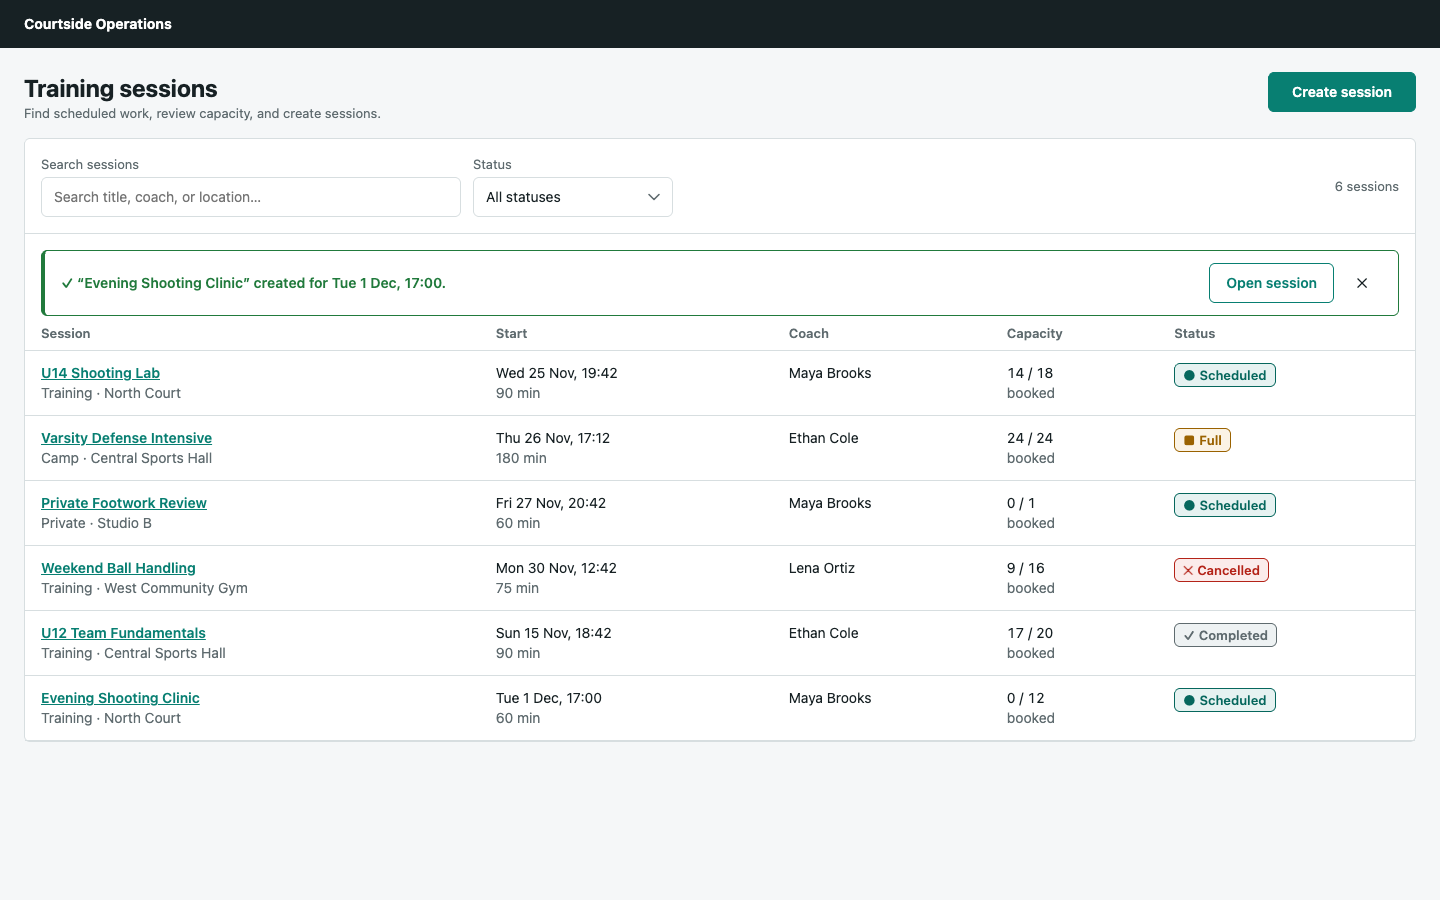 Courtside Operations
Training sessions
Find scheduled work, review capacity, and create sessions.
Create session
Search sessions
Status
Search title, coach, or location...
All statuses
6 sessions
✓ “Evening Shooting Clinic” created for Tue 1 Dec, 17:00.
Open session
Session Start Coach Capacity Status
U14 Shooting Lab Wed 25 Nov, 19:42 Maya Brooks 14 / 18 Scheduled
Training · North Court 90 min booked
Varsity Defense Intensive Thu 26 Nov, 17:12 Ethan Cole 24 / 24 Full
Camp · Central Sports Hall 180 min booked
Private Footwork Review Fri 27 Nov, 20:42 Maya Brooks 0 / 1 Scheduled
Private · Studio B 60 min booked
Weekend Ball Handling Mon 30 Nov, 12:42 Lena Ortiz 9 / 16 Cancelled
Training · West Community Gym 75 min booked
U12 Team Fundamentals Sun 15 Nov, 18:42 Ethan Cole 17 / 20 ✓ Completed
Training · Central Sports Hall 90 min booked
Evening Shooting Clinic Tue 1 Dec, 17:00 Maya Brooks 0 / 12 Scheduled
Training · North Court 60 min booked